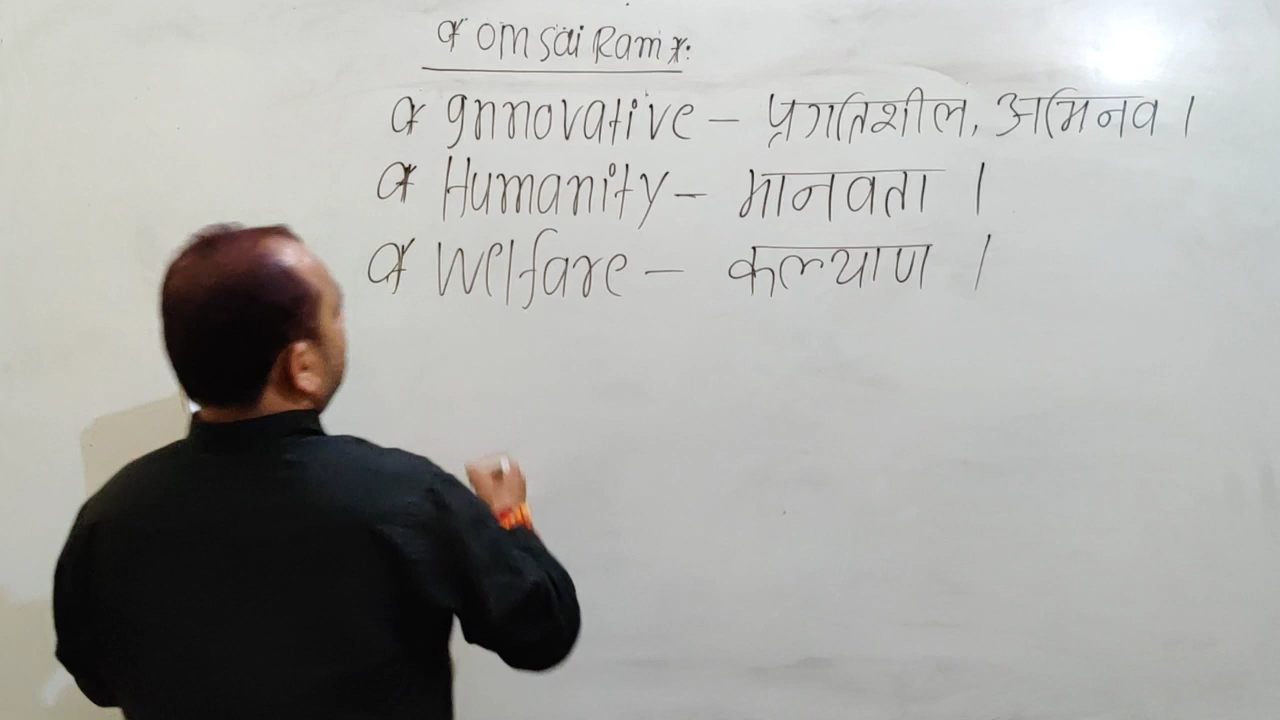 * Om Sai Ram *:
* Innovative - प्रगतिशील, अभिनव ।
* Humanity - मानवता ।
* Welfare - कल्याण ।